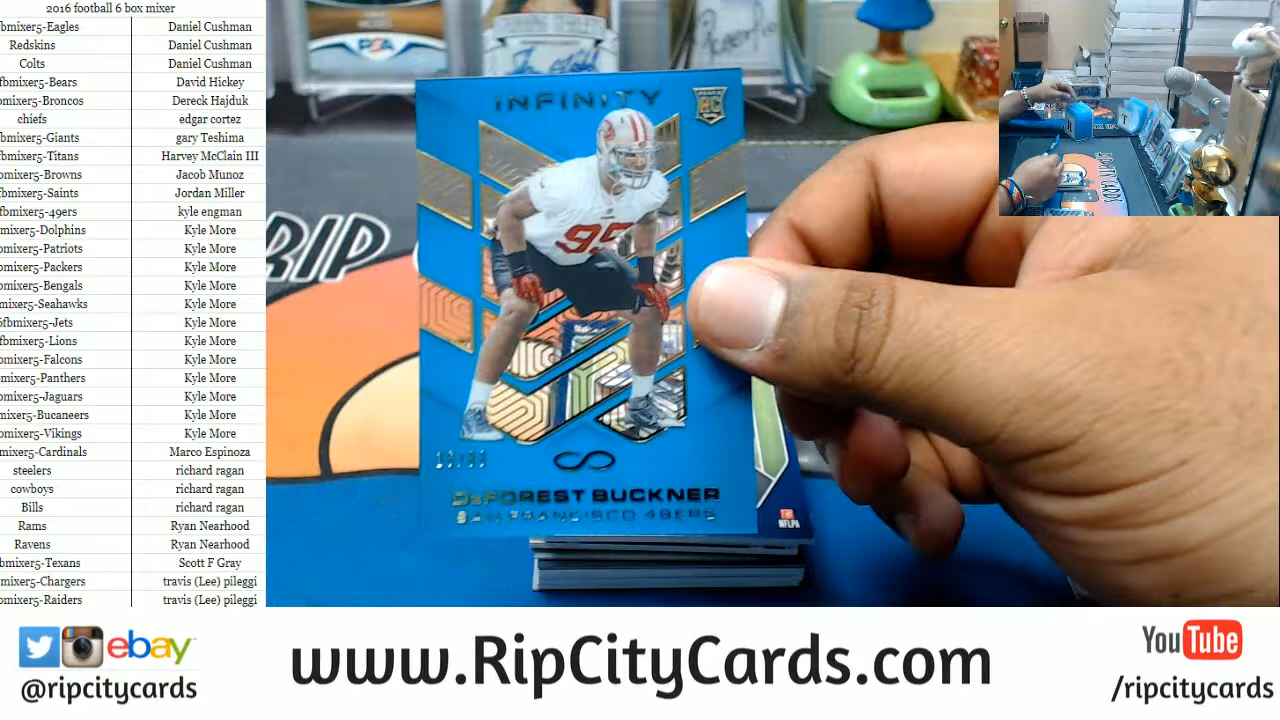 2016 football 6 box mixer
fbmixer5-Eagles Daniel Cushman
Redskins Daniel Cushman
Colts Daniel Cushman
fbmixer5-Bears David Hickey
bmixer5-Broncos Dereck Hajduk
chiefs edgar cortez
fbmixer5-Giants gary Teshima
fbmixer5-Titans Harvey McClain III
bmixer5-Browns Jacob Munoz
fbmixer5-Saints Jordan Miller
fbmixer5-49ers kyle engman
bmixer5-Dolphins Kyle More
bmixer5-Patriots Kyle More
bmixer5-Packers Kyle More
bmixer5-Bengals Kyle More
mixer5-Seahawks Kyle More
6fbmixer5-Jets Kyle More
fbmixer5-Lions Kyle More
bmixer5-Falcons Kyle More
bmixer5-Panthers Kyle More
bmixer5-Jaguars Kyle More
mixer5-Bucaneers Kyle More
bmixer5-Vikings Kyle More
mixer5-Cardinals Marco Espinoza
steelers richard ragan
cowboys richard ragan
Bills richard ragan
Rams Ryan Nearhood
Ravens Ryan Nearhood
bmixer5-Texans Scott F Gray
mixer5-Chargers travis (Lee) pileggi
bmixer5-Raiders travis (Lee) pileggi
PSA
INFINITY
RC
RIP
95
DeFOREST BUCKNER
SAN FRANCISCO 49ERS
NFLPA
ebay
@ripcitycards
www.RipCityCards.com
YouTube
/ripcitycards